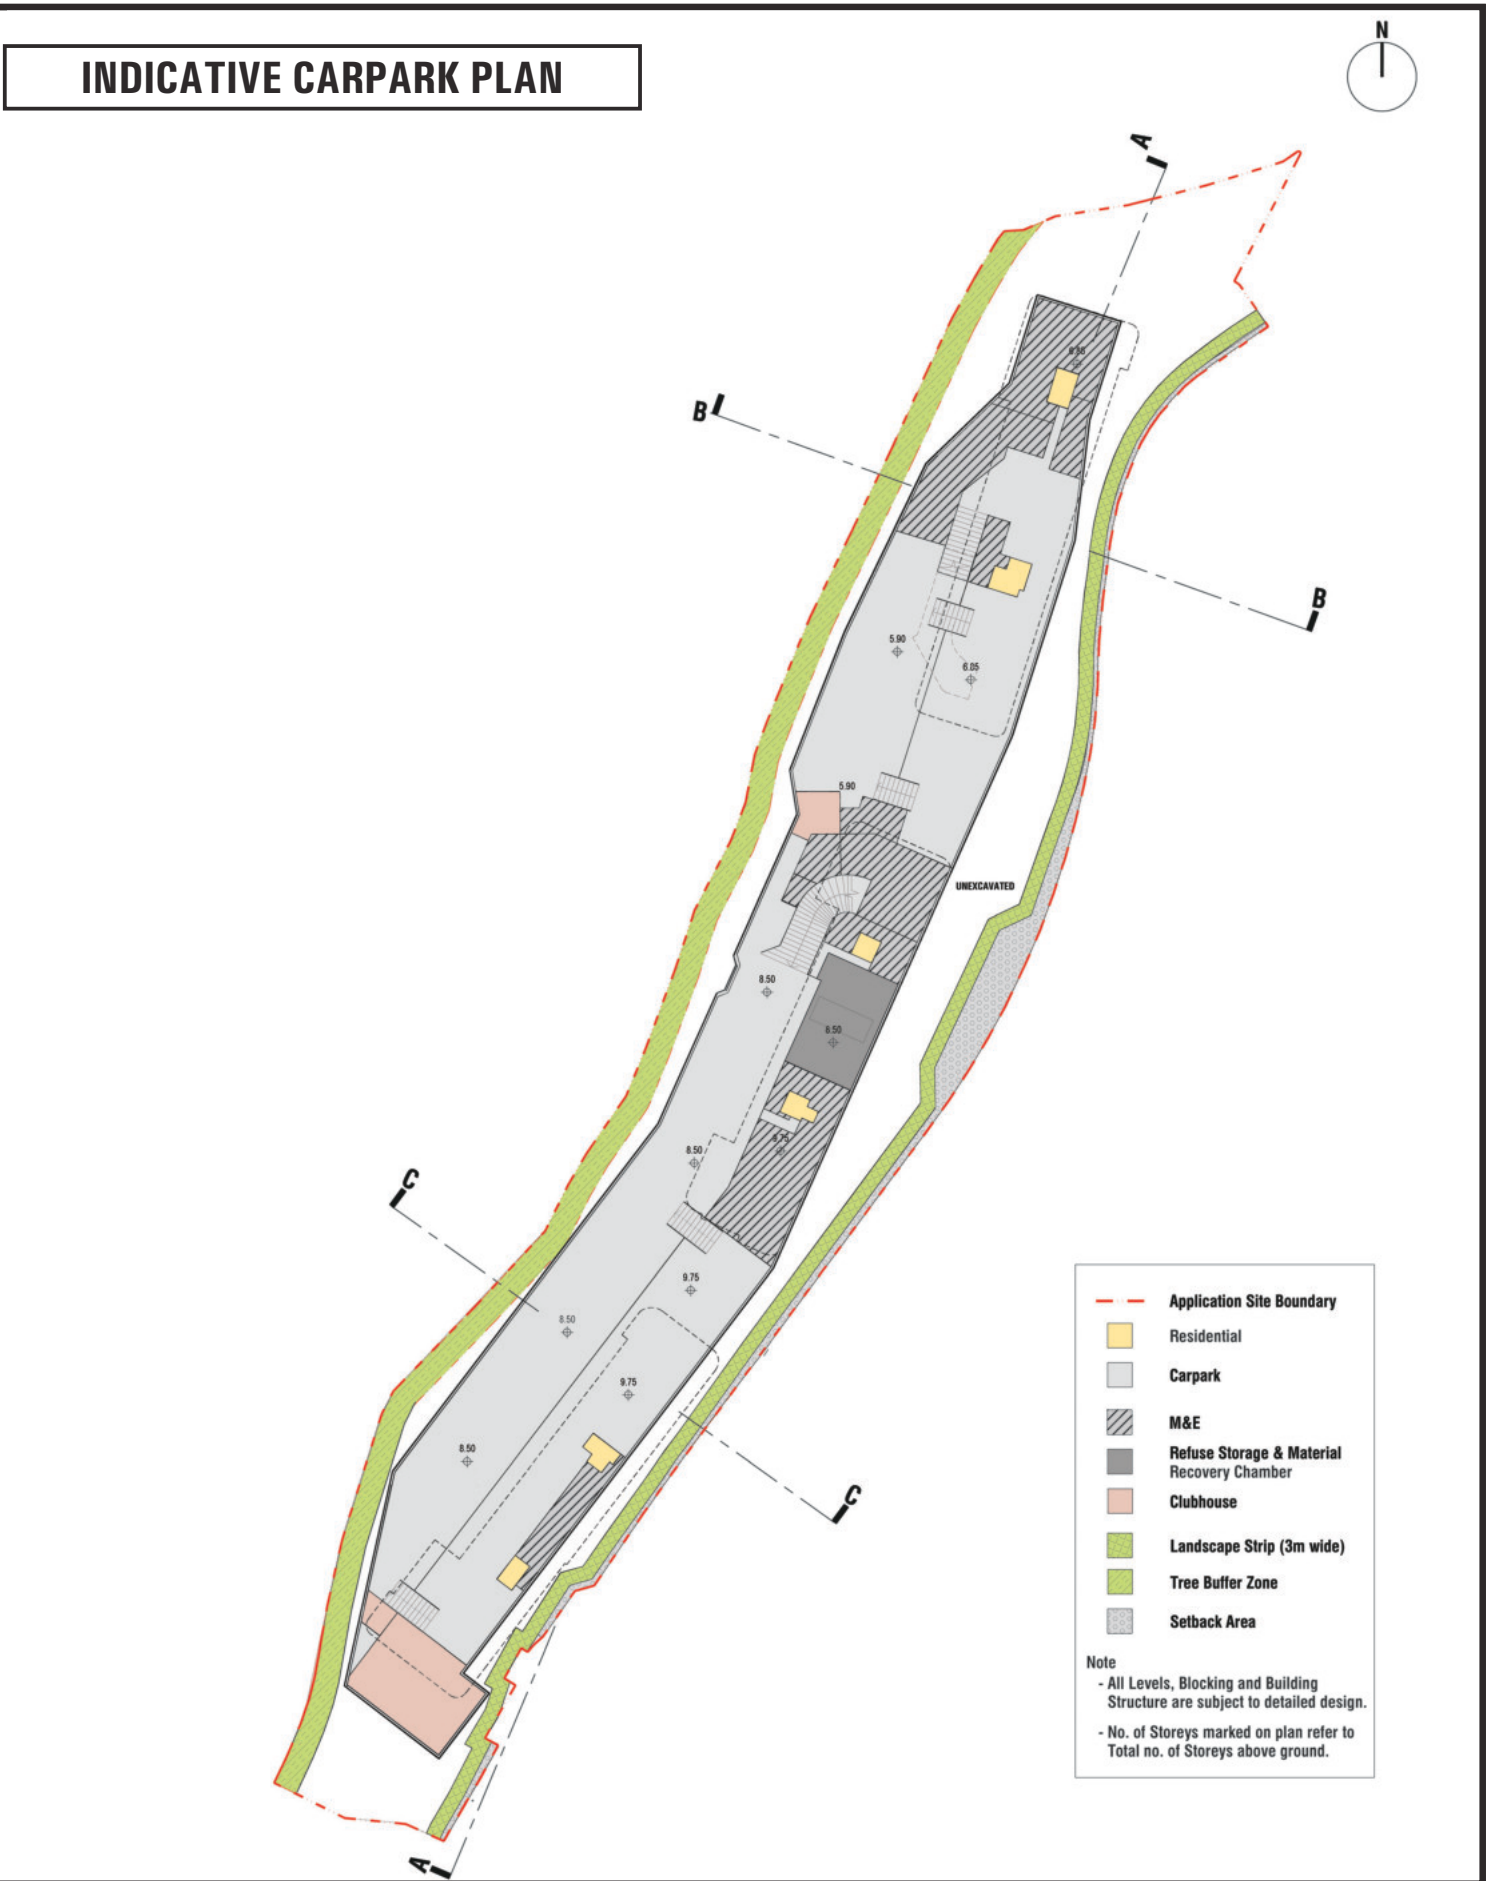 N
INDICATIVE CARPARK PLAN
A
B
B
5.90
6.05
5.90
UNEXCAVATED
8.50
8.50
9.75
8.50
C
9.75
8.50
9.75
8.50
C
A
Application Site Boundary
Residential
Carpark
M&E
Refuse Storage & Material
Recovery Chamber
Clubhouse
Landscape Strip (3m wide)
Tree Buffer Zone
Setback Area
Note
- All Levels, Blocking and Building
Structure are subject to detailed design.
- No. of Storeys marked on plan refer to
Total no. of Storeys above ground.